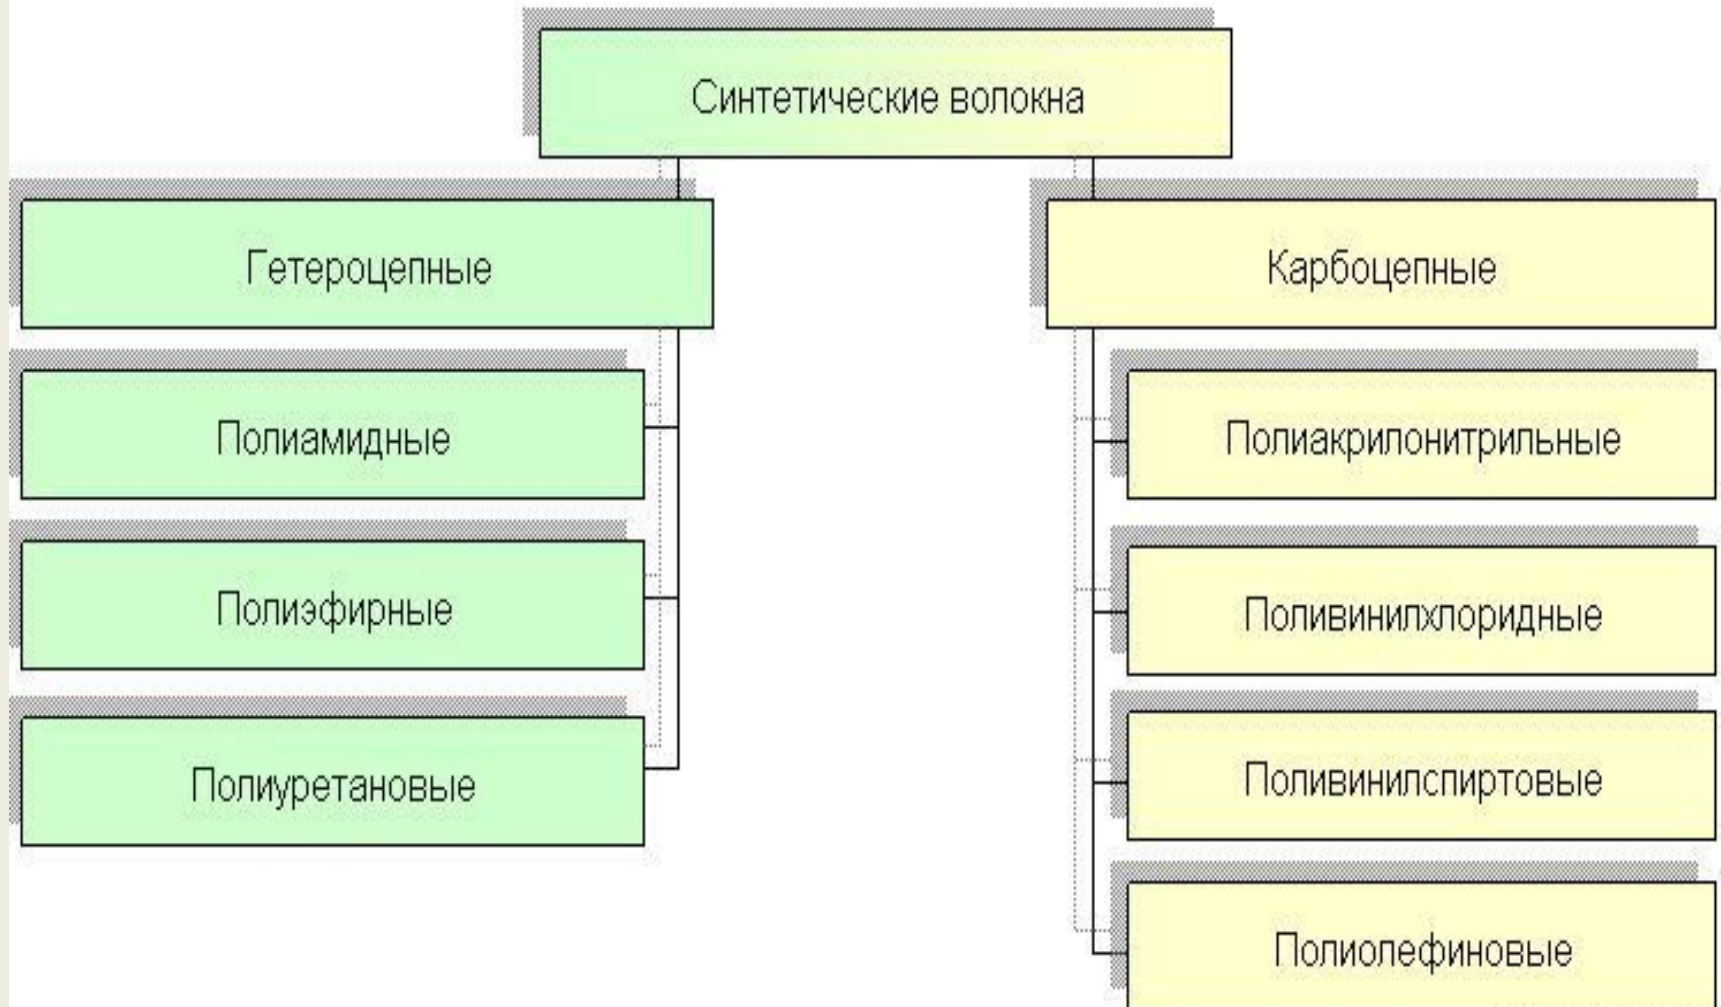 Синтетические волокна
Гетероцепные
Полиамидные
Полиэфирные
Полиуретановые
Карбоцепные
Полиакрилонитрильные
Поливинилхлоридные
Поливинилспиртовые
Полиолефиновые